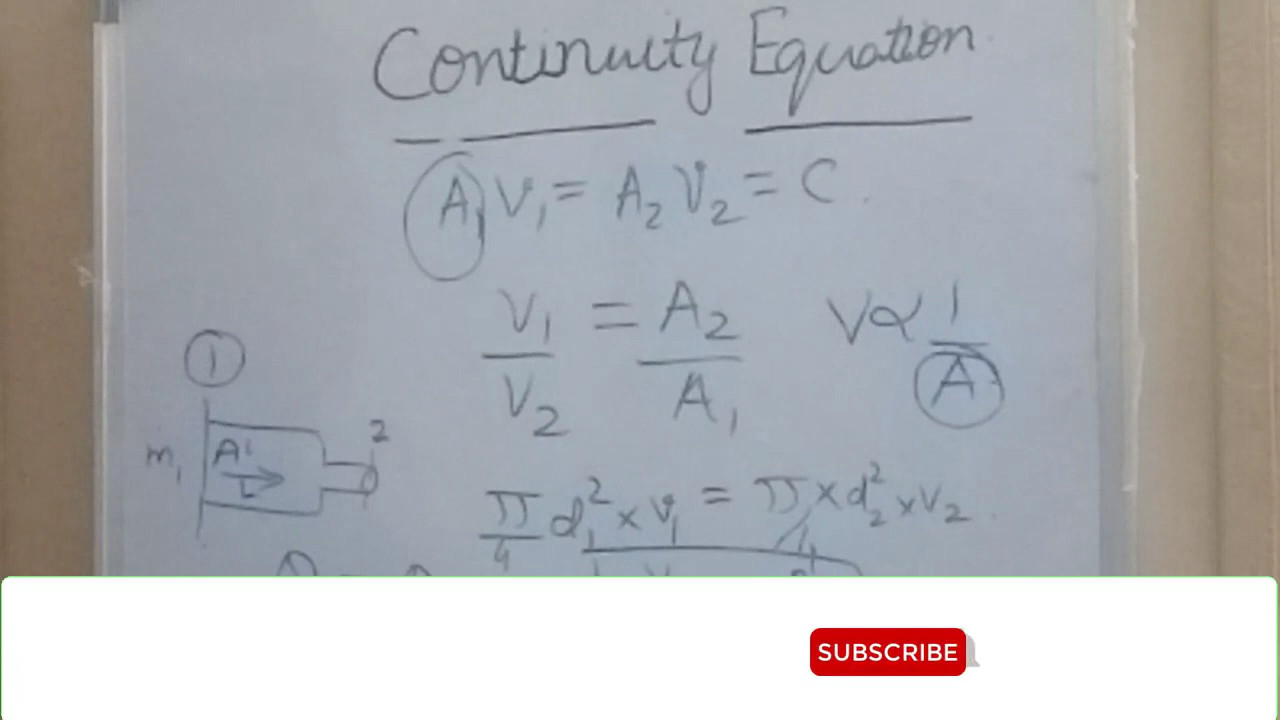 Continuity Equation
A₁V₁ = A₂V₂ = C.
V₁/V₂ = A₂/A₁ V∝1/A
1
2
m₁
A₁
π/4 d₁² × V₁ = π/4 × d₂² × V₂
SUBSCRIBE